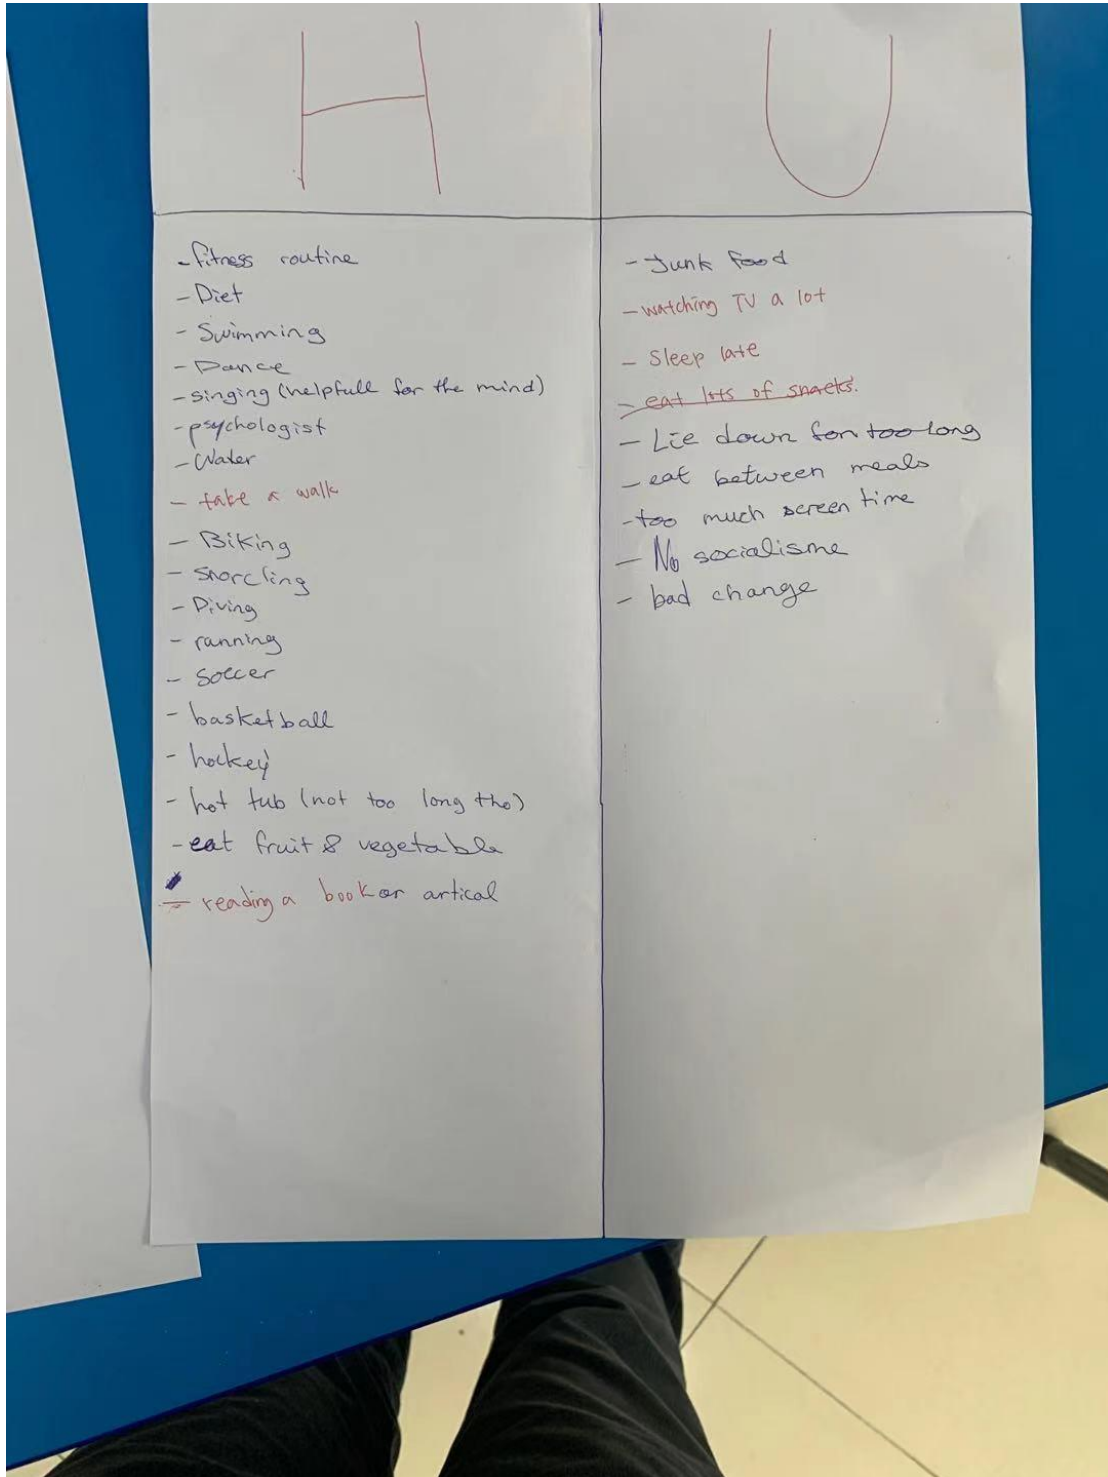 H
- fitness routine
- Diet
- Swimming
- Dance
- singing (helpfull for the mind)
- psychologist
- Water
- take a walk
- Biking
- snorcling
- Diving
- ranning
- soccer
- basketball
- hockey
- hot tub (not too long tho)
- eat fruit & vegetable
- reading a book or artical
U
- Junk food
- watching TV a lot
- Sleep late
- eat lots of snacks.
- Lie down for too long
- eat between meals
- too much screen time
- No socialisme
- bad change